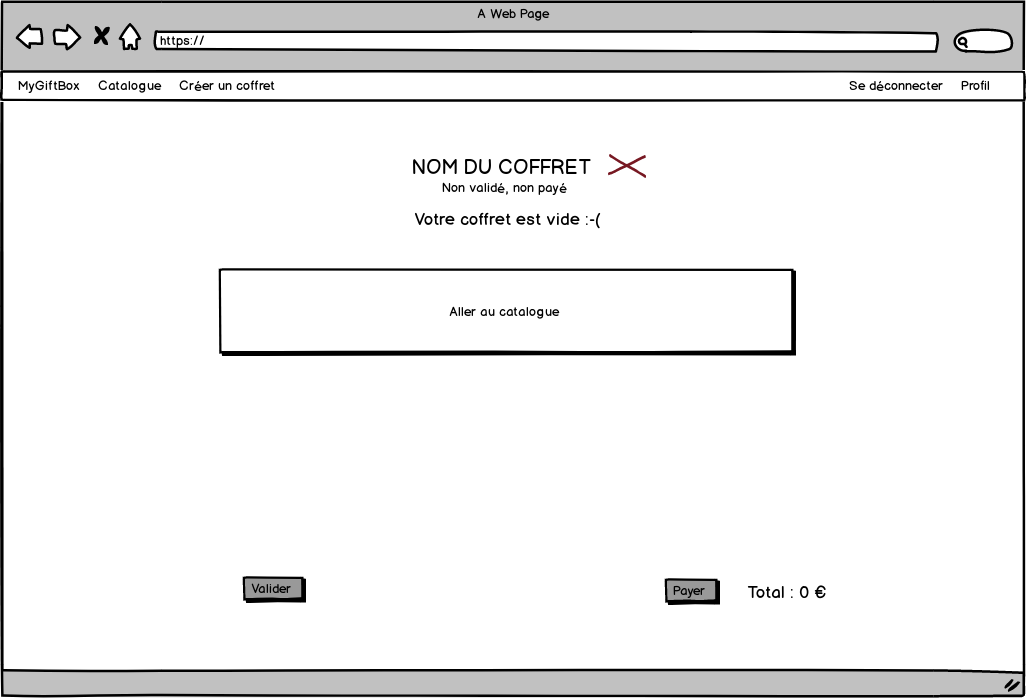 A Web Page
https://
MyGiftBox Catalogue Créer un coffret Se déconnecter Profil
NOM DU COFFRET
Non validé, non payé
Votre coffret est vide :-(
Aller au catalogue
Valider Payer Total : 0 €